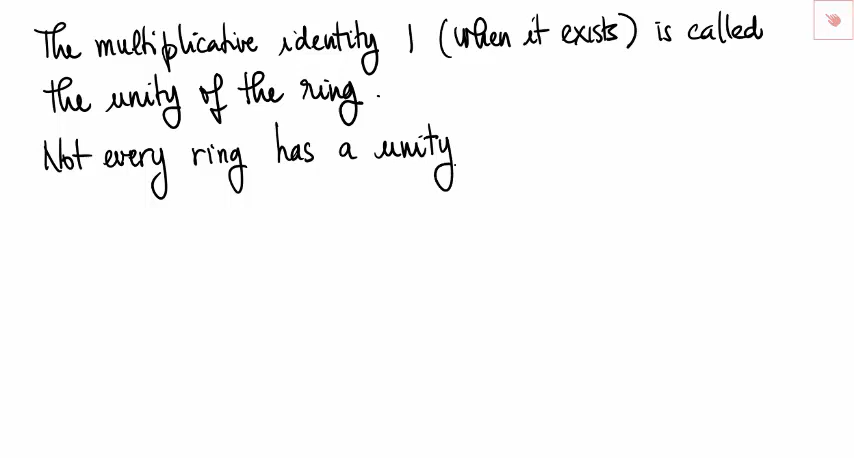 The multiplicative identity 1 (when it exists) is called
the unity of the ring.
Not every ring has a unity